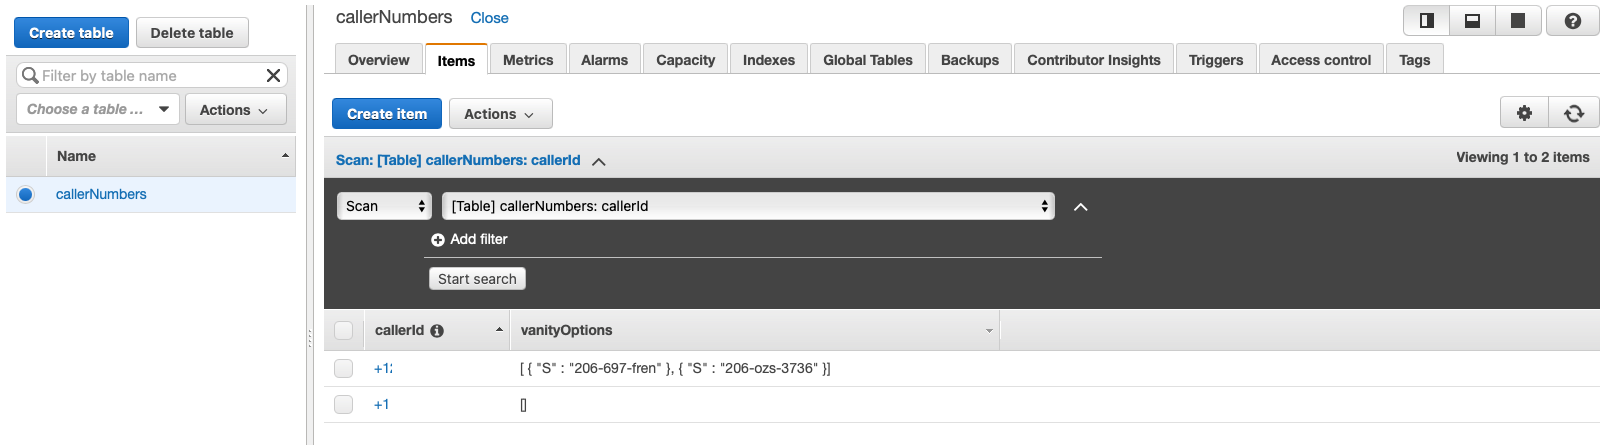 Create table
Delete table
Filter by table name
Choose a table ...
Actions
Name
callerNumbers
callerNumbers Close
Overview Items Metrics Alarms Capacity Indexes Global Tables Backups Contributor Insights Triggers Access control Tags
Create item Actions
Scan: [Table] callerNumbers: callerId
Viewing 1 to 2 items
Scan [Table] callerNumbers: callerId
Add filter
Start search
callerId vanityOptions
+12 [ { "S" : "206-697-fren" }, { "S" : "206-ozs-3736" }]
+1 []